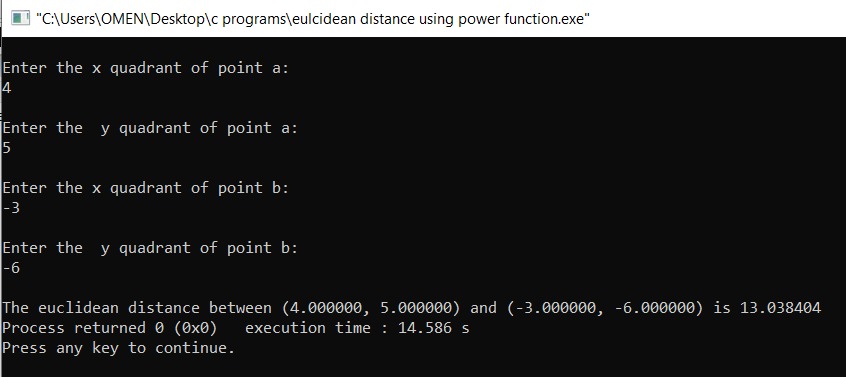 "C:\Users\OMEN\Desktop\c programs\eulcidean distance using power function.exe"
Enter the x quadrant of point a:
4
Enter the  y quadrant of point a:
5
Enter the x quadrant of point b:
-3
Enter the  y quadrant of point b:
-6
The euclidean distance between (4.000000, 5.000000) and (-3.000000, -6.000000) is 13.038404
Process returned 0 (0x0)   execution time : 14.586 s
Press any key to continue.